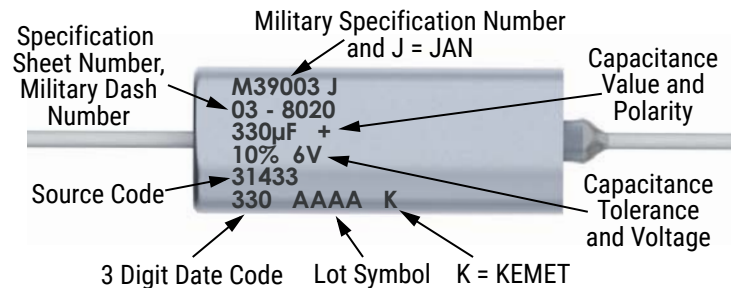 Military Specification Number
and J = JAN
Specification
Sheet Number,
Military Dash
Number
Capacitance
Value and
Polarity
M39003 J
03 - 8020
330µF +
10% 6V
31433
330 AAAA K
Source Code
Capacitance
Tolerance
and Voltage
3 Digit Date Code
Lot Symbol
K = KEMET